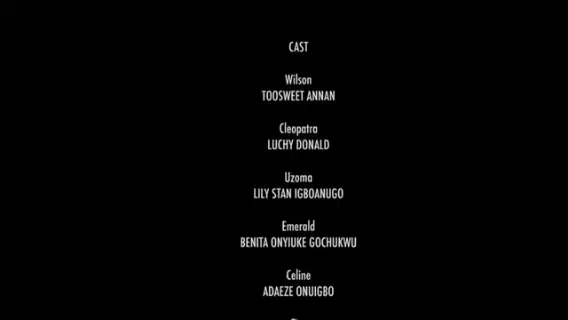 CAST
Wilson
TOOSWEET ANNAN
Cleopatra
LUCHY DONALD
Uzoma
LILY STAN IGBOANUGO
Emerald
BENITA ONYIUKE GOCHUKWU
Celine
ADAEZE ONUIGBO